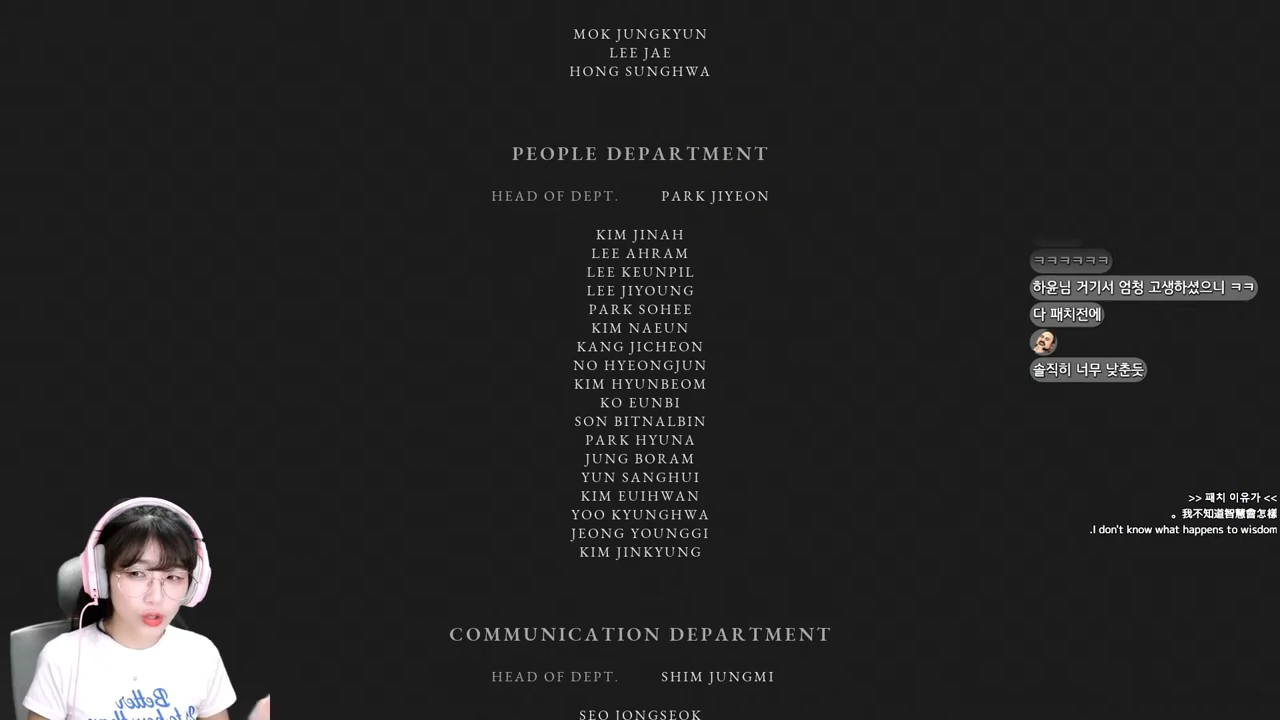 MOK JUNGKYUN
LEE JAE
HONG SUNGHWA
PEOPLE DEPARTMENT
HEAD OF DEPT. PARK JIYEON
KIM JINAH
LEE AHRAM
LEE KEUNPIL
LEE JIYOUNG
PARK SOHEE
KIM NAEUN
KANG JICHEON
NO HYEONGJUN
KIM HYUNBEOM
KO EUNBI
SON BITNALBIN
PARK HYUNA
JUNG BORAM
YUN SANGHUI
KIM EUIHWAN
YOO KYUNGHWA
JEONG YOUNGGI
KIM JINKYUNG
COMMUNICATION DEPARTMENT
HEAD OF DEPT. SHIM JUNGMI
SEO JONGSEOK
ㅋㅋㅋㅋㅋㅋ
하윤님 거기서 엄청 고생하셨으니 ㅋㅋ
다 패치전에
솔직히 너무 낮춘듯
>> 패치 이유가 <<
。我不知道智慧會怎樣
.I don't know what happens to wisdom
Better